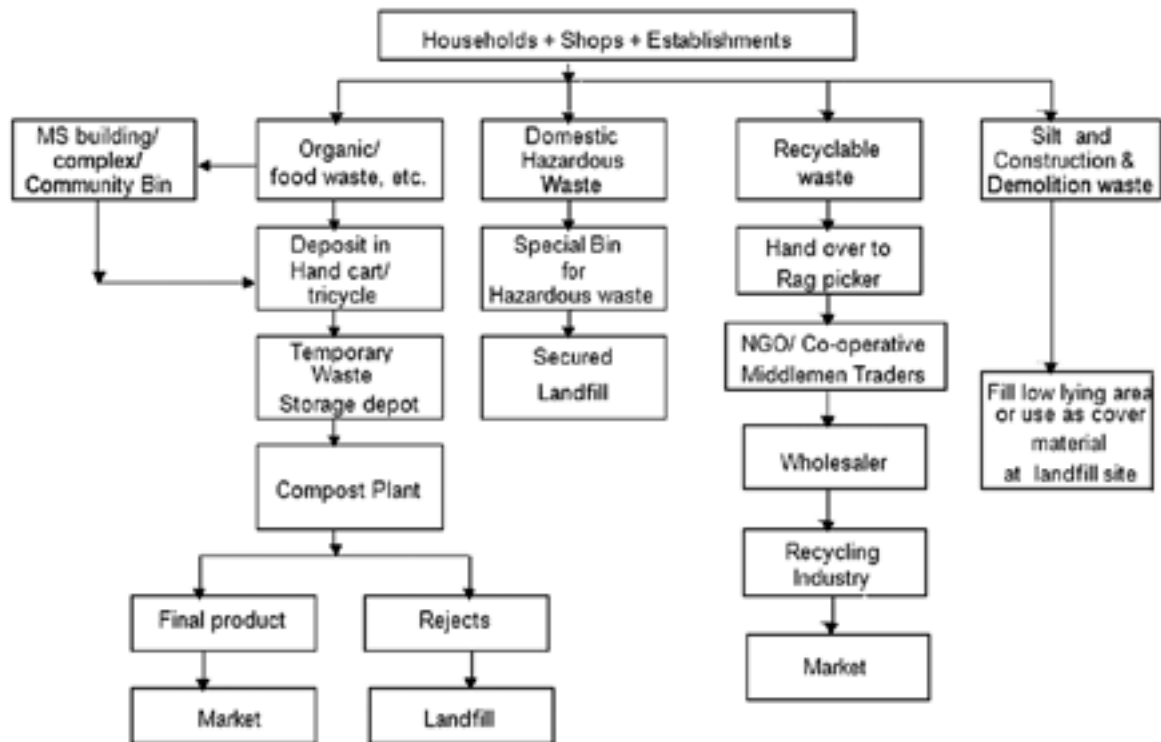 Households + Shops + Establishments
MS building/
complex/
Community Bin
Organic/
food waste, etc.
Domestic
Hazardous
Waste
Recyclable
waste
Silt and
Construction &
Demolition waste
Deposit in
Hand cart/
tricycle
Special Bin
for
Hazardous waste
Hand over to
Rag picker
Temporary
Waste
Storage depot
Secured
Landfill
NGO/ Co-operative
Middlemen Traders
Fill low lying area
or use as cover
material
at landfill site
Compost Plant
Wholesaler
Recycling
Industry
Final product
Rejects
Market
Market
Landfill